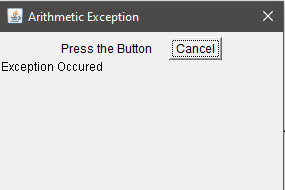 Arithmetic Exception
Press the Button Cancel
Exception Occured